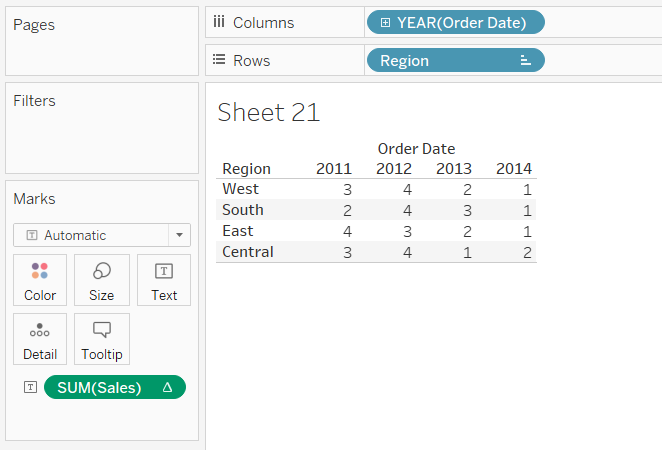 Pages
Columns
YEAR(Order Date)
Rows
Region
Filters
Marks
T Automatic
Color
Size
T
Text
Detail
Tooltip
T SUM(Sales) Δ
Sheet 21
Order Date
Region 2011 2012 2013 2014
West 3 4 2 1
South 2 4 3 1
East 4 3 2 1
Central 3 4 1 2